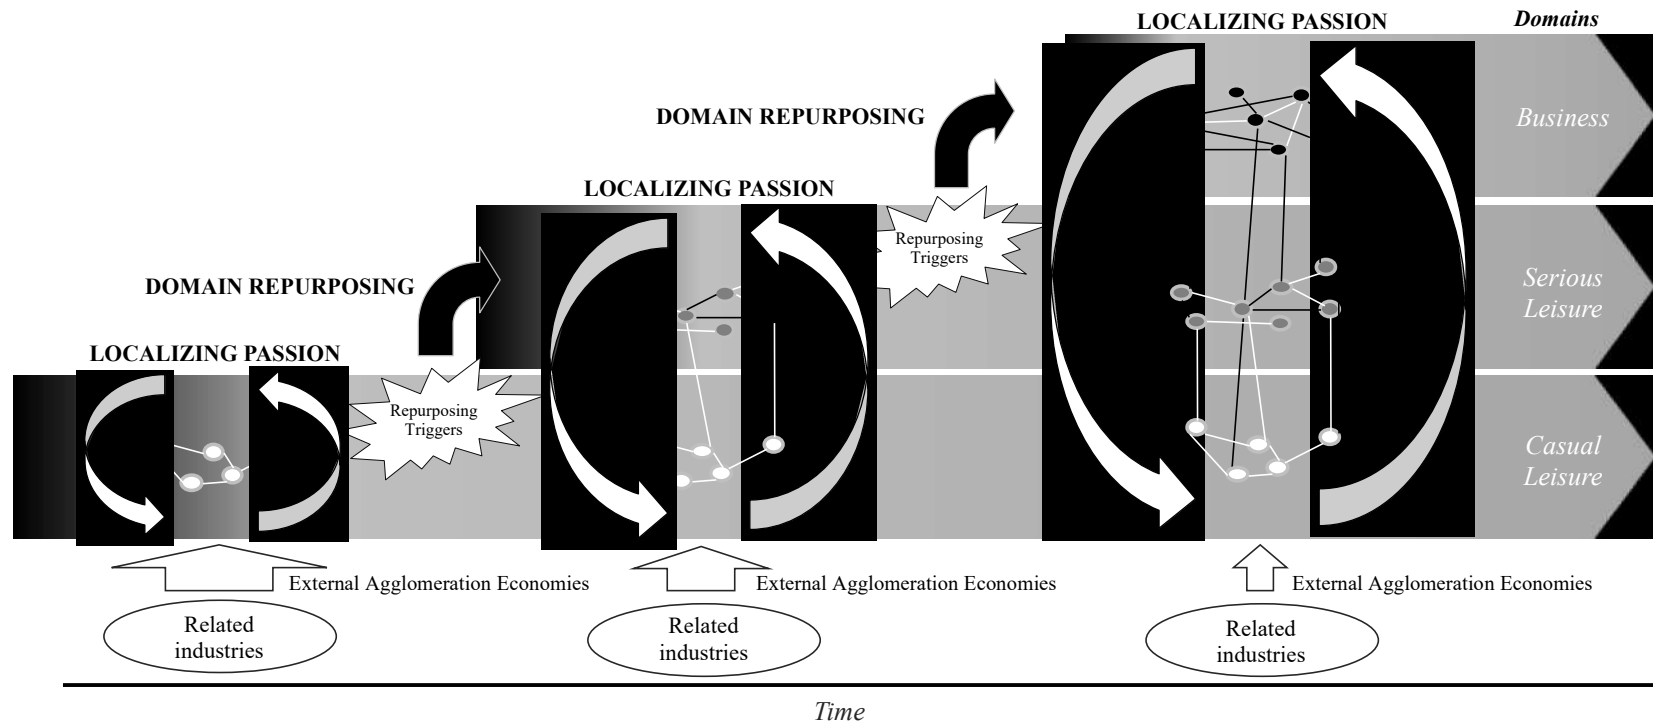 LOCALIZING PASSION
Domains
DOMAIN REPURPOSING
Business
LOCALIZING PASSION
Repurposing
Triggers
DOMAIN REPURPOSING
Serious
Leisure
LOCALIZING PASSION
Repurposing
Triggers
Casual
Leisure
External Agglomeration Economies
External Agglomeration Economies
External Agglomeration Economies
Related
industries
Related
industries
Related
industries
Time